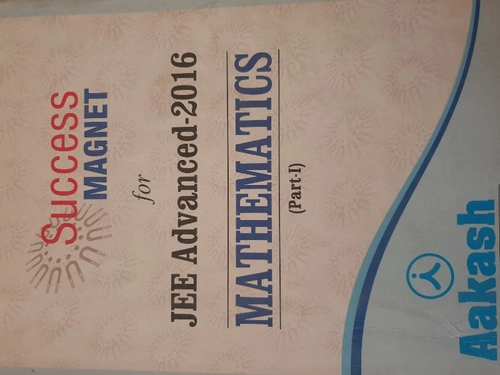 Success
MAGNET
for
JEE Advanced-2016
MATHEMATICS
(Part-I)
Aakash